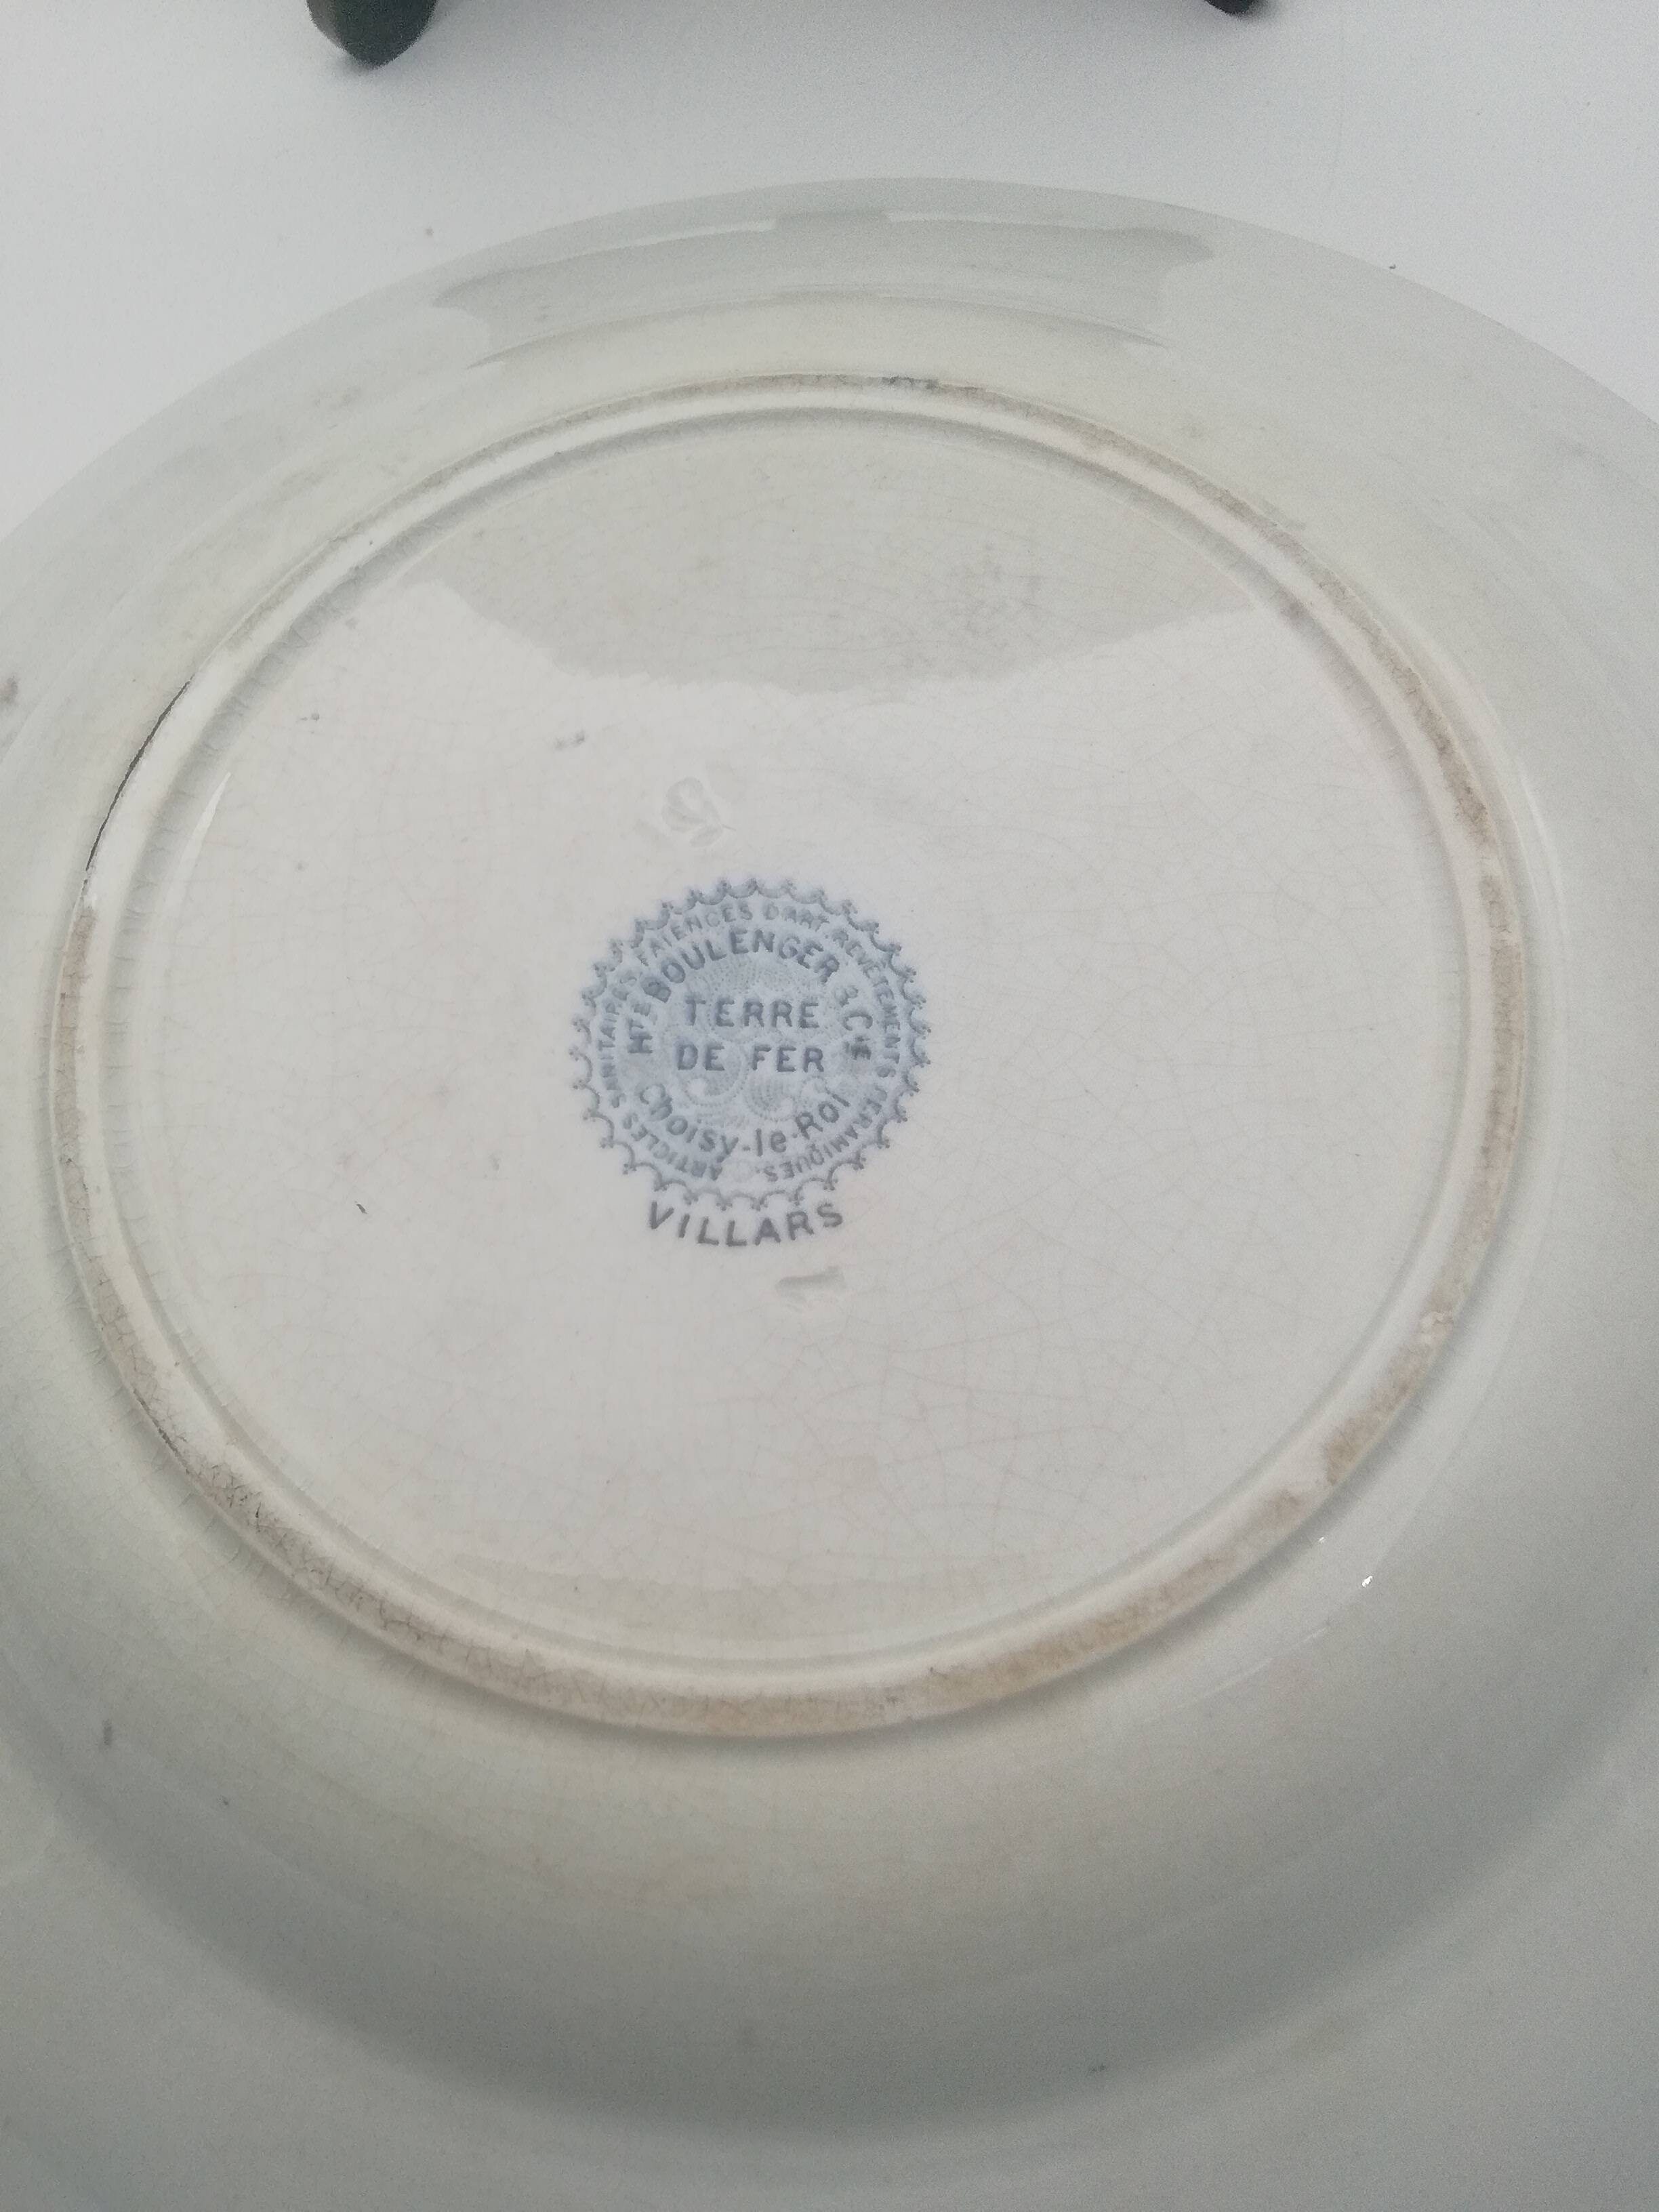 ARTICLES SANITAIRES. FAIENCES D'ART. REVÊTEMENTS CERAMIQUES.
HTE BOULENGER & CIE
TERRE
DE FER
Choisy-le-Roi
VILLARS